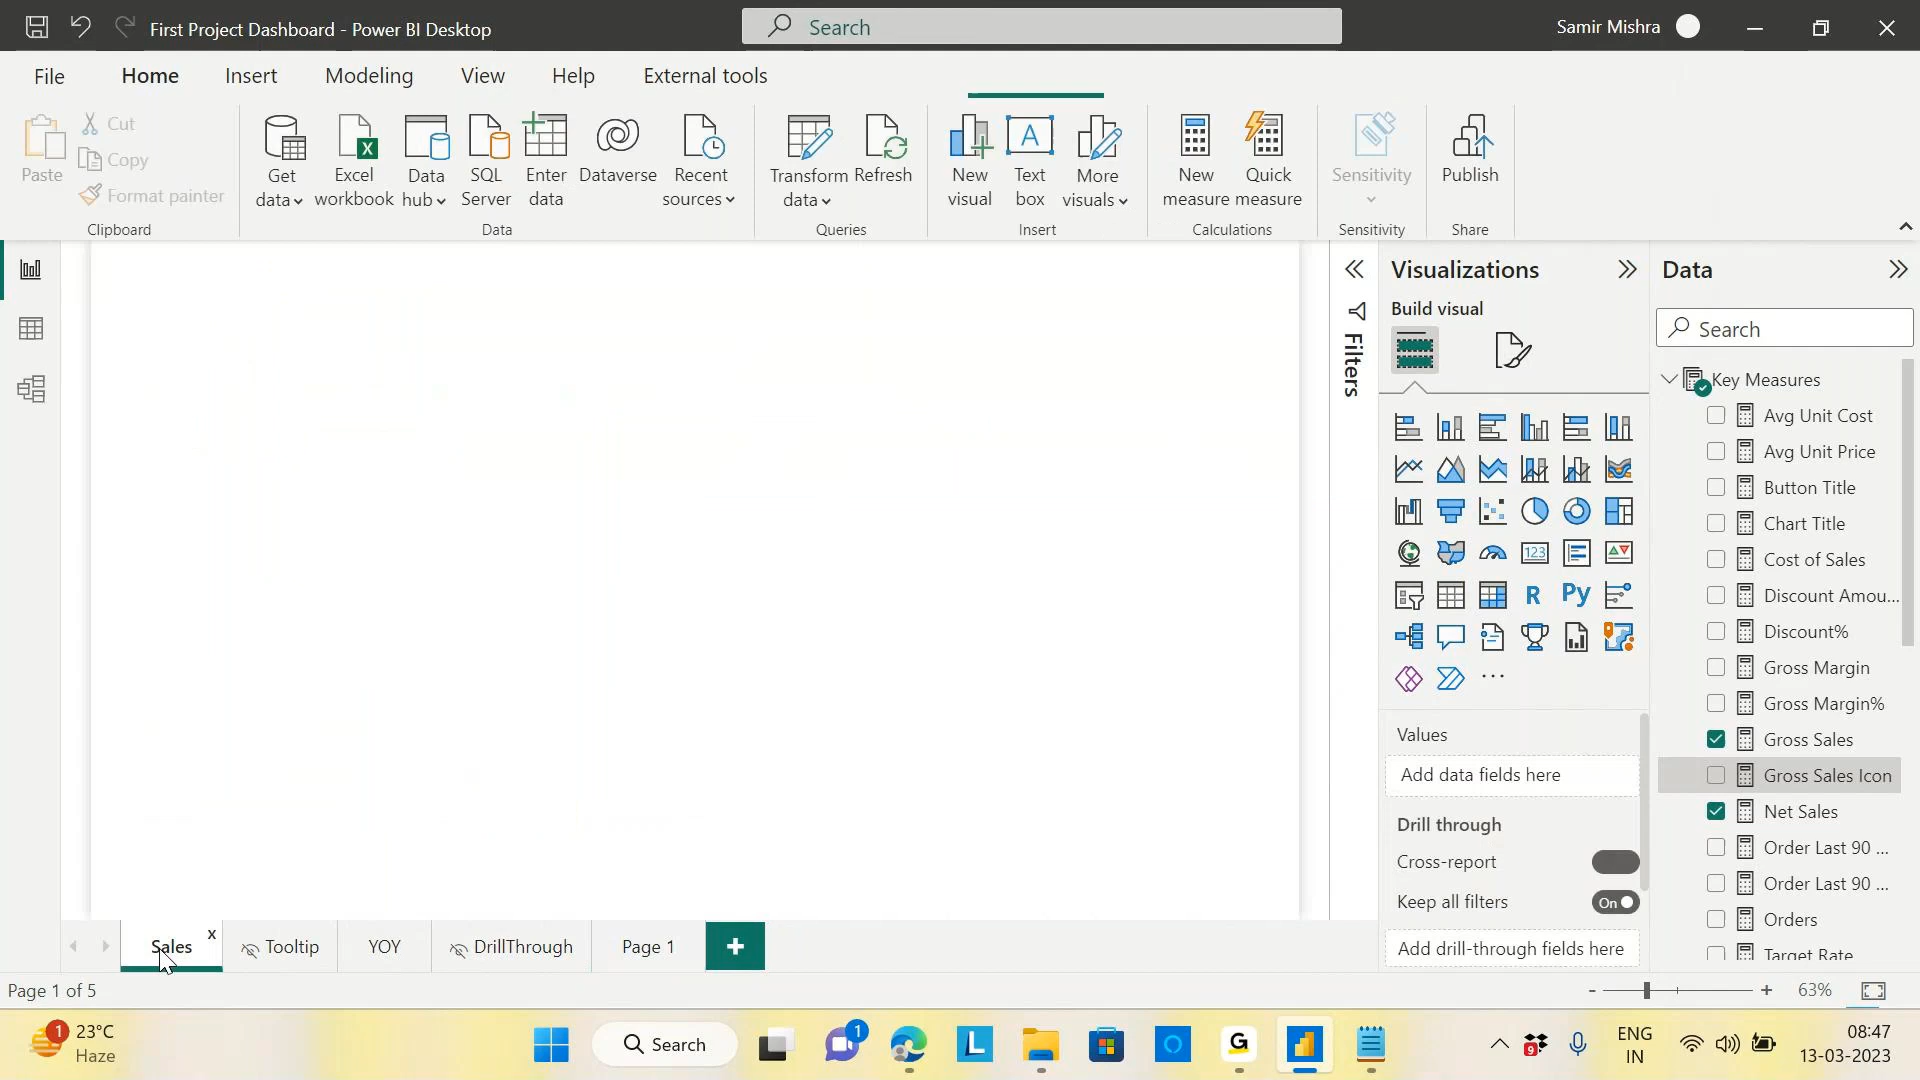 First Project Dashboard - Power BI Desktop
Search
Samir Mishra
File
Home
Insert
Modeling
View
Help
External tools
Paste
Cut
Copy
Format painter
Clipboard
Get data
Excel workbook
Data hub
SQL Server
Enter data
Dataverse
Recent sources
Data
Transform data
Refresh
Queries
New visual
A
Text box
More visuals
Insert
New measure
Quick measure
Calculations
Sensitivity
Sensitivity
Publish
Share
Filters
Visualizations
Build visual
123
R
Py
...
Values
Add data fields here
Drill through
Cross-report
Keep all filters
On
Add drill-through fields here
Data
Search
Key Measures
Avg Unit Cost
Avg Unit Price
Button Title
Chart Title
Cost of Sales
Discount Amou...
Discount%
Gross Margin
Gross Margin%
Gross Sales
Gross Sales Icon
Net Sales
Order Last 90 ...
Order Last 90 ...
Orders
Target Rate
Sales
x
Tooltip
YOY
DrillThrough
Page 1
+
Page 1 of 5
- + 63%
1
23°C
Haze
Search
1
L
G
9
ENG
IN
08:47
13-03-2023